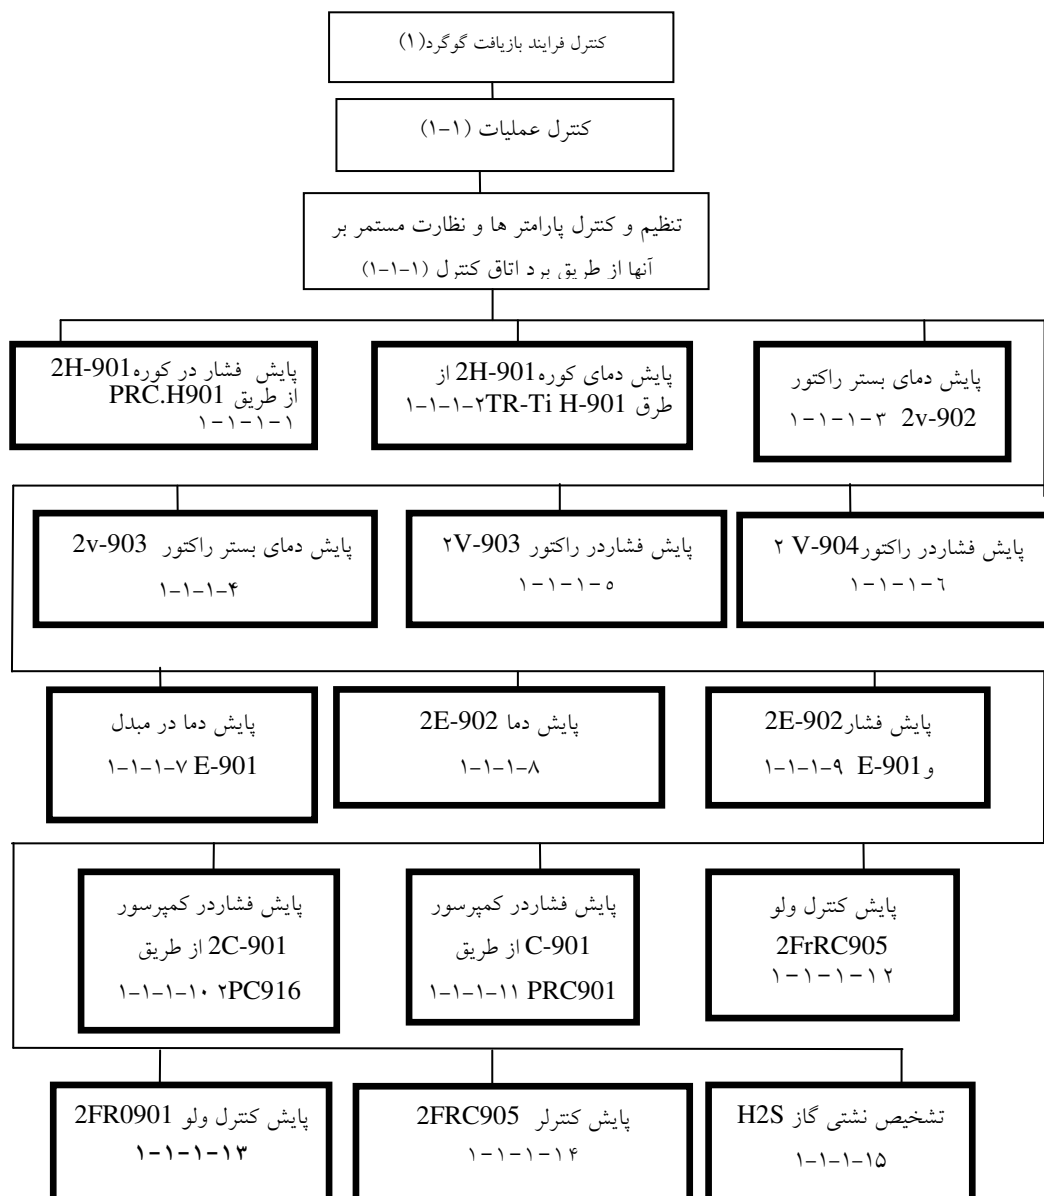 کنترل فرایند بازیافت گوگرد(۱)
کنترل عملیات (۱-۱)
تنظیم و کنترل پارامتر ها و نظارت مستمر بر
آنها از طریق برد اتاق کنترل (۱-۱-۱)
پایش دمای بستر راکتور
2v-902 ۱-۱-۱-۳
پایش دمای کوره2H-901 از
طرق TR-Ti H-901۱-۱-۱-۲
پایش فشار در کوره2H-901
از طریق PRC.H901
۱-۱-۱-۱
پایش فشاردر راکتور۲ V-904
۱-۱-۱-٦
پایش فشاردر راکتور ۲V-903
۱-۱-۱-٥
پایش دمای بستر راکتور 2v-903
۱-۱-۱-۴
پایش فشار2E-902
وE-901 ۱-۱-۱-۹
پایش دما 2E-902
۱-۱-۱-۸
پایش دما در مبدل
E-901 ۱-۱-۱-۷
پایش کنترل ولو
2FrRC905
۱-۱-۱-۱۲
پایش فشاردر کمپرسور
C-901 از طریق
PRC901 ۱-۱-۱-۱۱
پایش فشاردر کمپرسور
2C-901 از طریق
۲PC916 ۱-۱-۱-۱۰
تشخیص نشتی گاز H2S
۱-۱-۱-۱۵
پایش کنترلر 2FRC905
۱-۱-۱-۱۴
پایش کنترل ولو 2FR0901
۱-۱-۱-۱۳